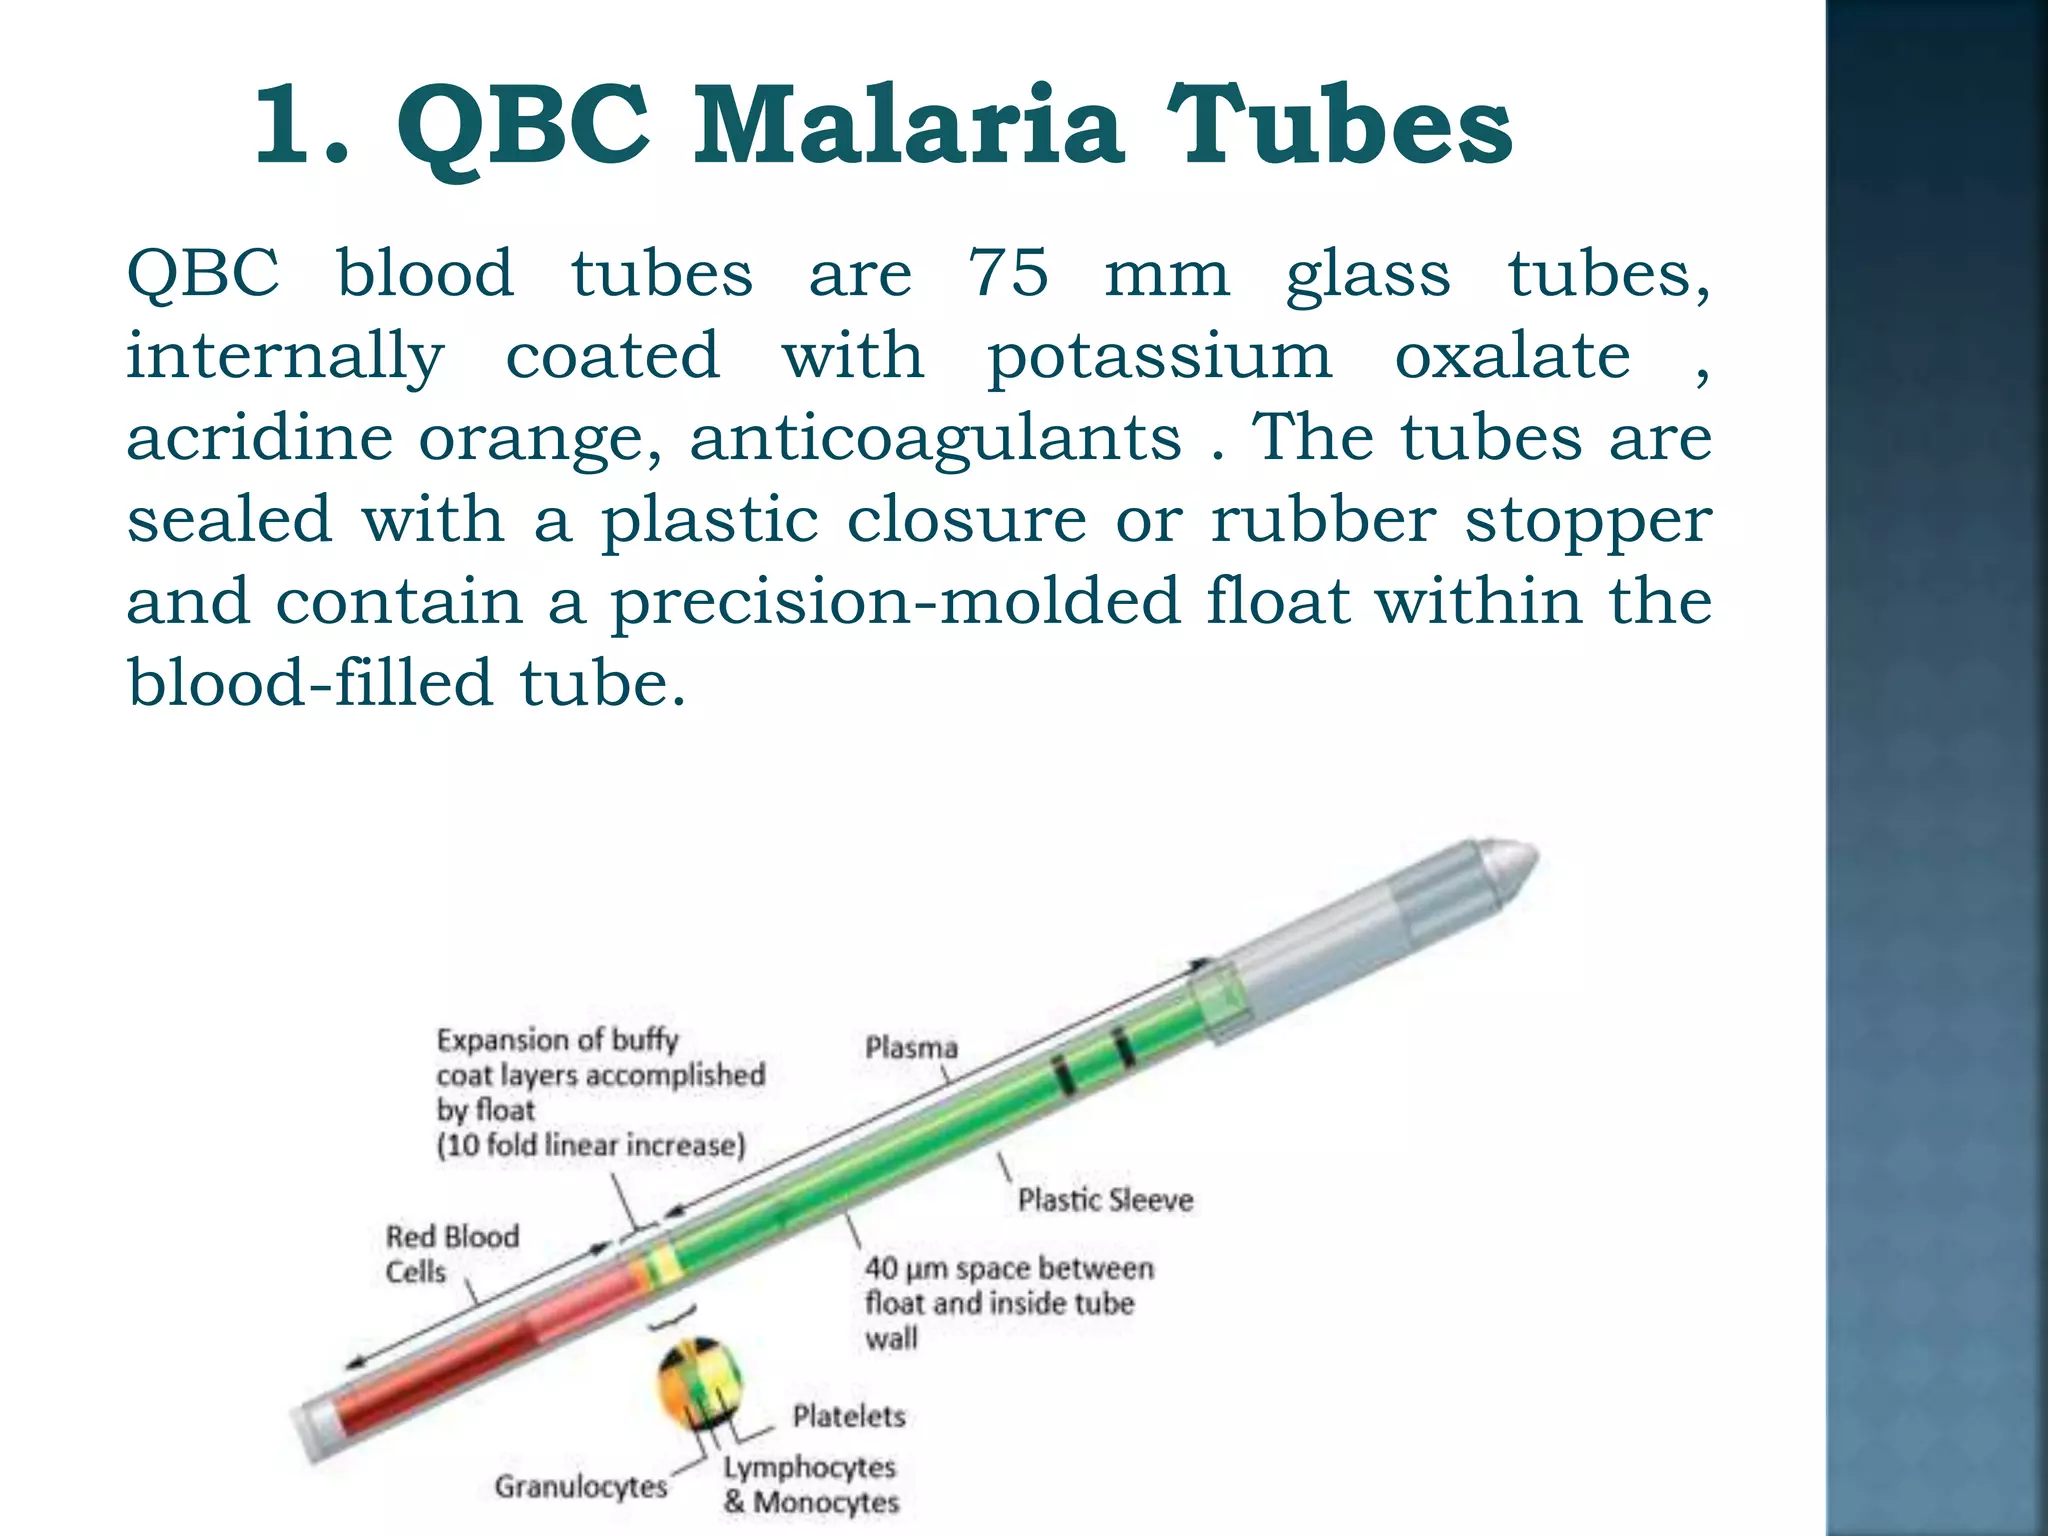 1. QBC Malaria Tubes
QBC blood tubes are 75 mm glass tubes,
internally coated with potassium oxalate ,
acridine orange, anticoagulants . The tubes are
sealed with a plastic closure or rubber stopper
and contain a precision-molded float within the
blood-filled tube.
Expansion of buffy
coat layers accomplished
by float
(10 fold linear increase)
Plasma
Plastic Sleeve
Red Blood
Cells
40 µm space between
float and inside tube
wall
Platelets
Lymphocytes
& Monocytes
Granulocytes